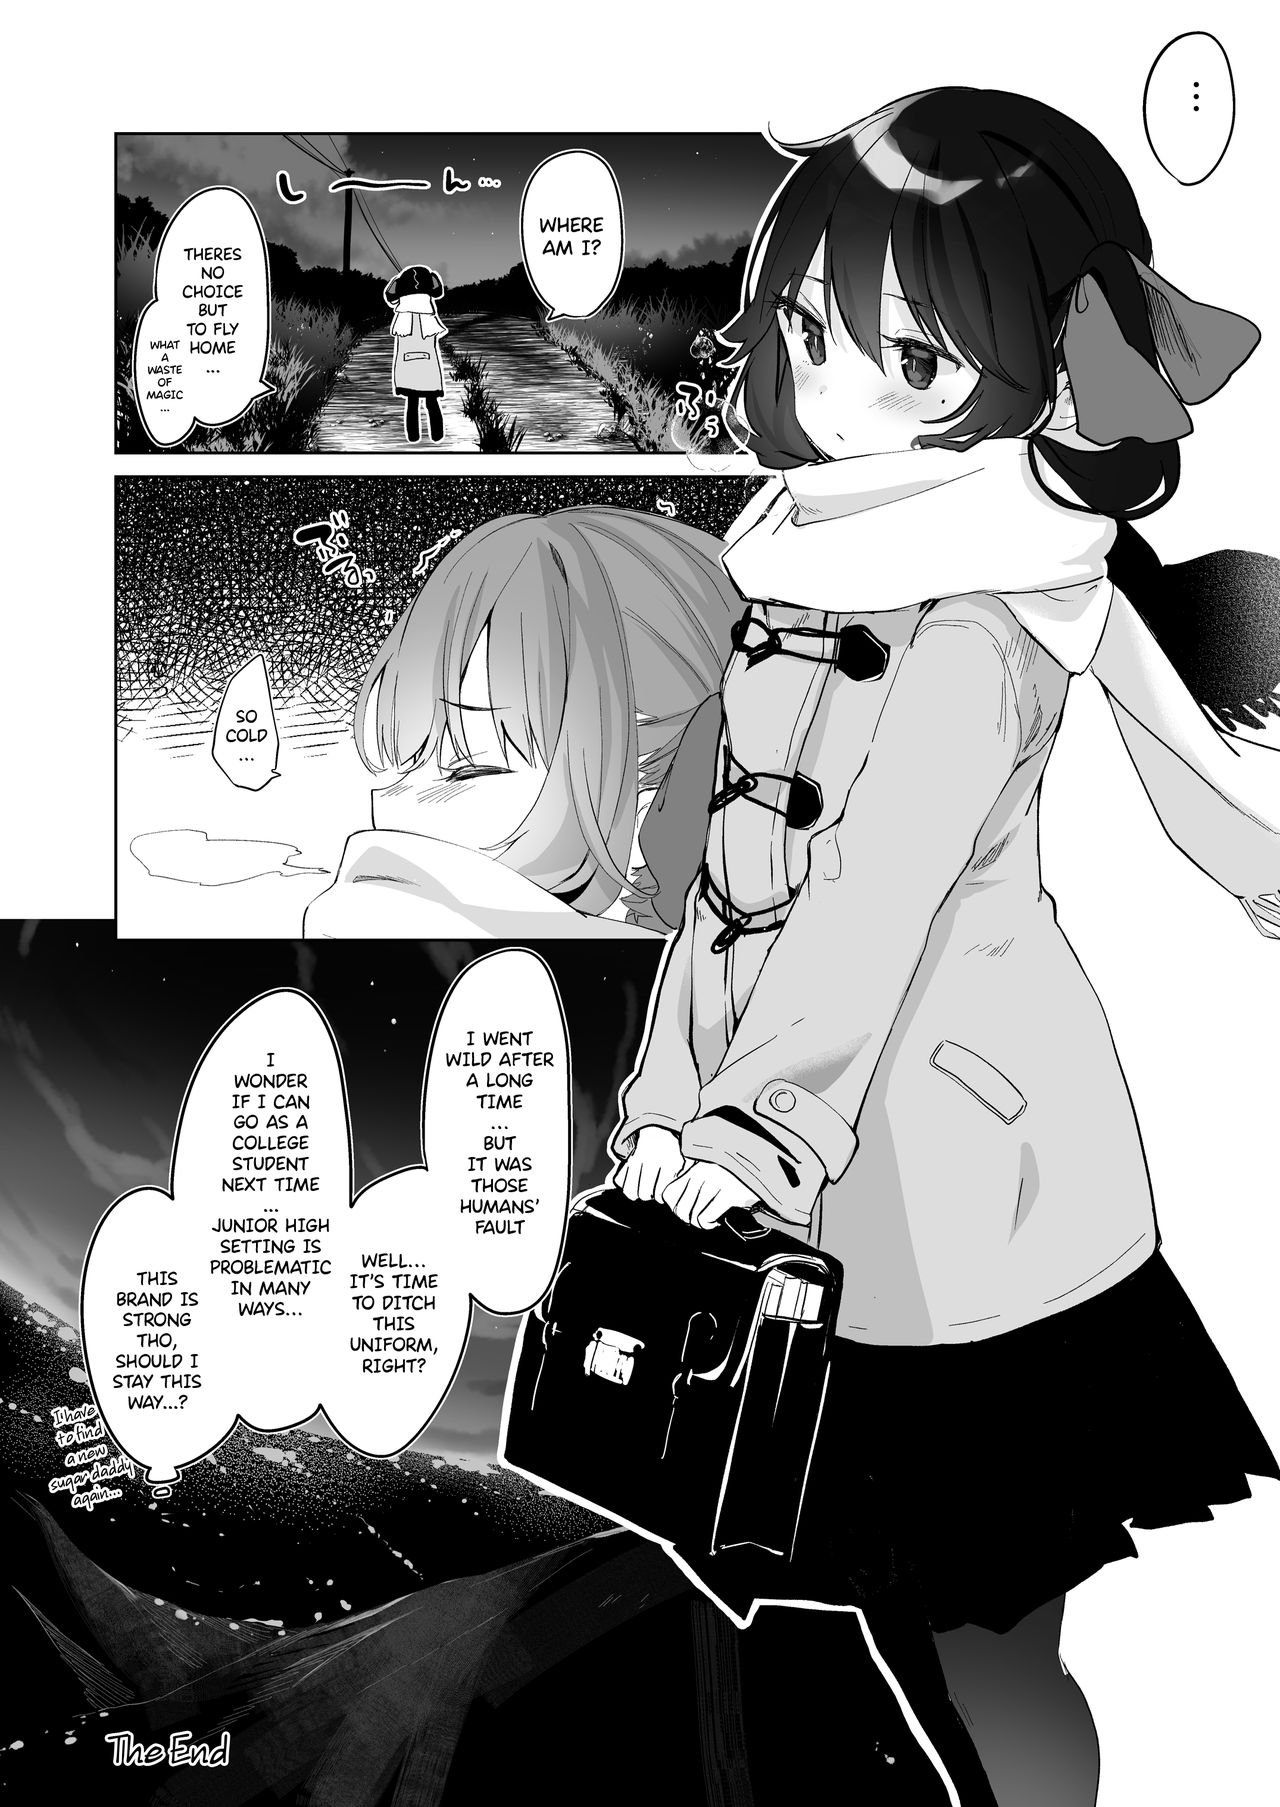 ...
WHERE
AM I?
しーーん...
THERES
NO
CHOICE
BUT
TO FLY
HOME
...
WHAT
A
WASTE
OF
MAGIC
...
SO
COLD
...
I WENT
WILD AFTER
A LONG
TIME
...
BUT
IT WAS
THOSE
HUMANS'
FAULT
WELL...
IT'S TIME
TO DITCH
THIS
UNIFORM,
RIGHT?
I
WONDER
IF I CAN
GO AS A
COLLEGE
STUDENT
NEXT TIME
...
JUNIOR HIGH
SETTING IS
PROBLEMATIC
IN MANY
WAYS...
THIS
BRAND IS
STRONG
THO,
SHOULD I
STAY THIS
WAY...?
I have
to find
a new
sugar daddy
again...
The End